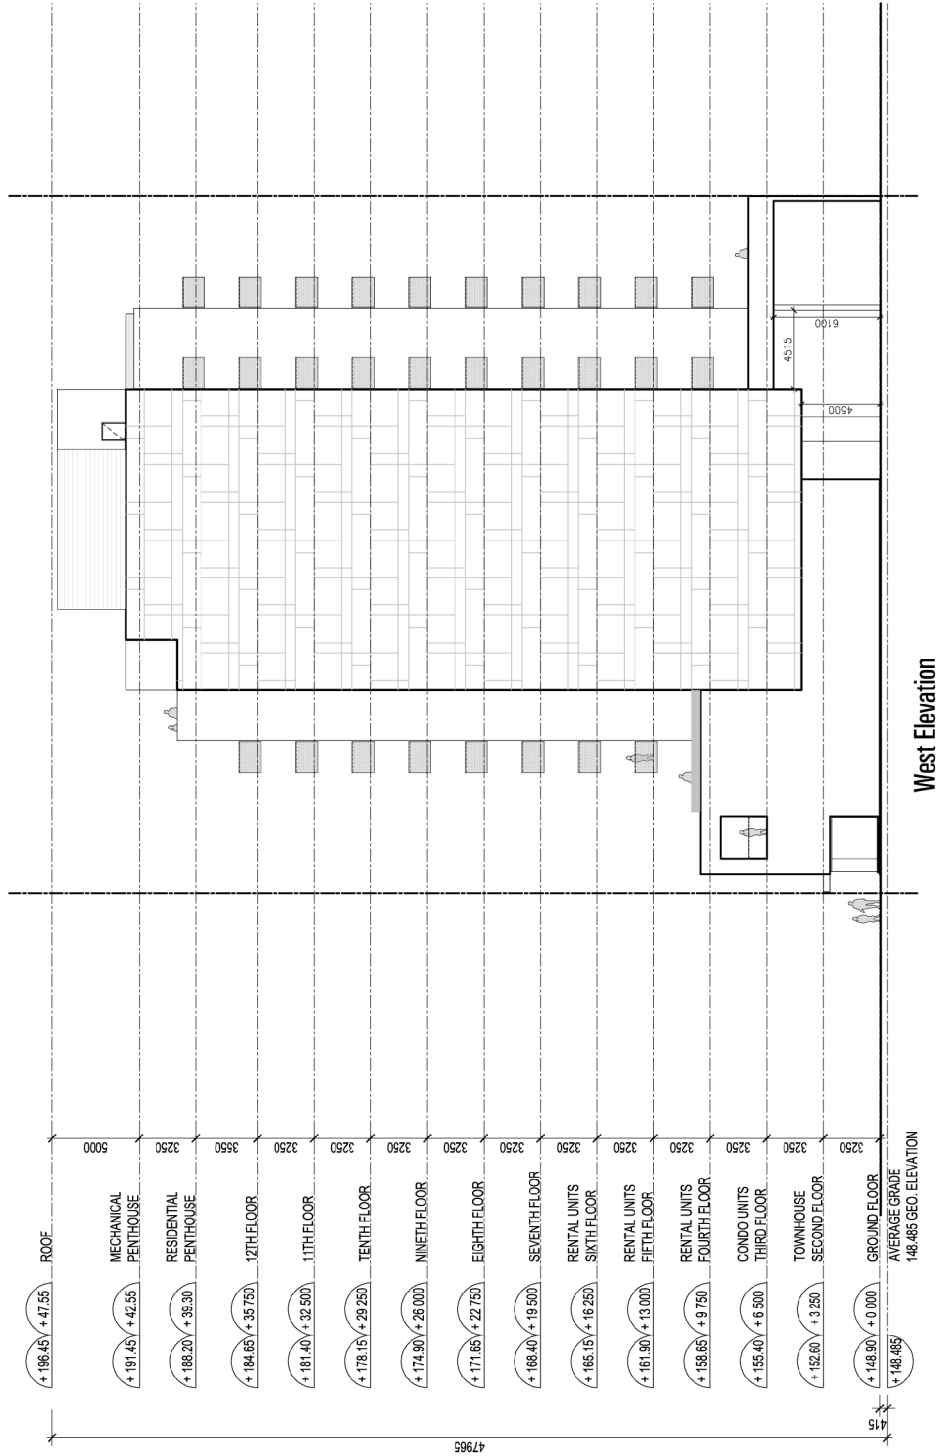 + 196.45 + 47.55 ROOF
5000
+ 191.45 + 42.55 MECHANICAL
PENTHOUSE
3250
+ 188.20 + 39.30 RESIDENTIAL
PENTHOUSE
3550
+ 184.65 + 35 750 12TH FLOOR
3250
+ 181.40 + 32 500 11TH FLOOR
3250
+ 178.15 + 29 250 TENTH FLOOR
3250
+ 174.90 + 26 000 NINETH FLOOR
3250
+ 171.65 + 22 750 EIGHTH FLOOR
3250
+ 168.40 + 19 500 SEVENTH FLOOR
3250
+ 165.15 + 16 250 RENTAL UNITS
SIXTH FLOOR
3250
+ 161.90 + 13 000 RENTAL UNITS
FIFTH FLOOR
3250
+ 158.65 + 9 750 RENTAL UNITS
FOURTH FLOOR
3250
+ 155.40 + 6 500 CONDO UNITS
THIRD FLOOR
3250
+ 152.60 + 3 250 TOWNHOUSE
SECOND FLOOR
3250
+ 148.90 + 0 000 GROUND FLOOR
+ 148.485 AVERAGE GRADE
148.485 GEO. ELEVATION
415
47965
4500
4515
6100
West Elevation